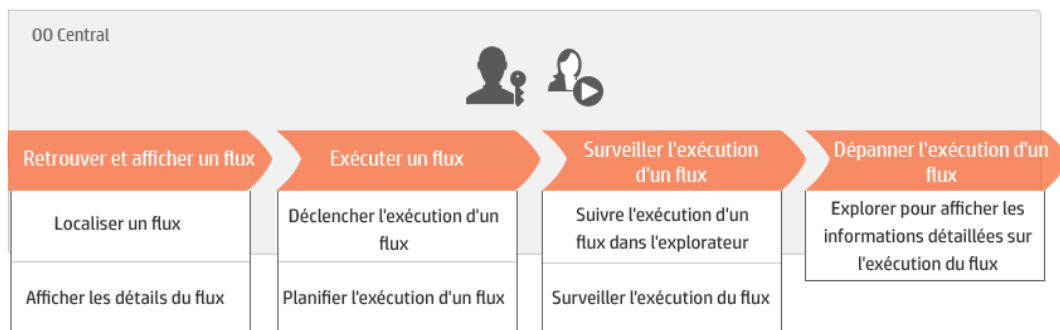 OO Central
Retrouver et afficher un flux
Exécuter un flux
Surveiller l'exécution
d'un flux
Dépanner l'exécution d'un
flux
Localiser un flux
Déclencher l'exécution d'un
flux
Suivre l'exécution d'un
flux dans l'explorateur
Explorer pour afficher les
informations détaillées sur
l'exécution du flux
Afficher les détails du flux
Planifier l'exécution d'un flux
Surveiller l'exécution du flux